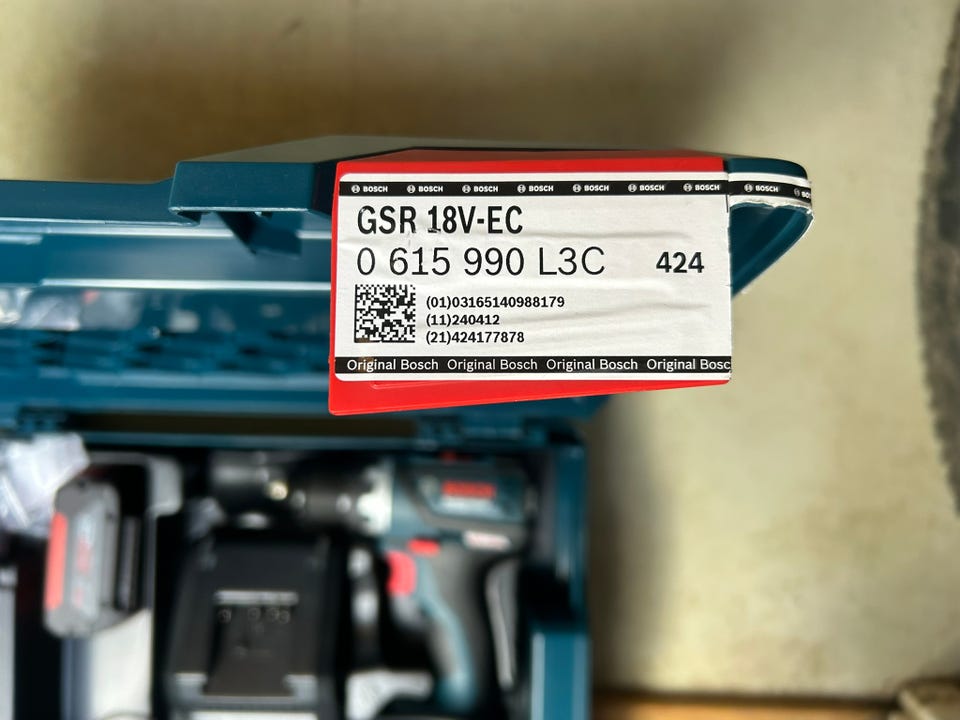 BOSCH BOSCH BOSCH BOSCH BOSCH BOSCH BOSCH BOSCH
GSR 18V-EC
0 615 990 L3C 424
(01)03165140988179
(11)240412
(21)424177878
Original Bosch Original Bosch Original Bosch Original Bosc
BOSCH